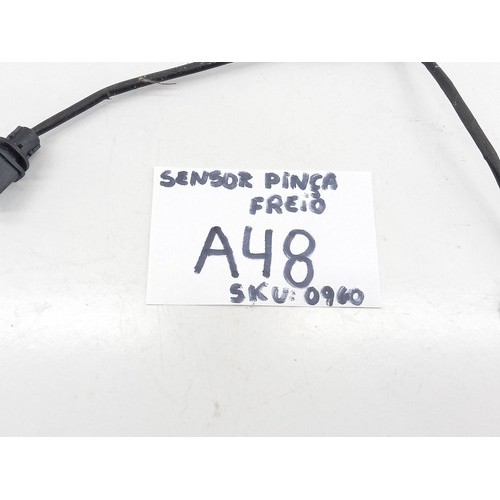 SENSOR PINÇA
FREIO
A48
SKU: 0960